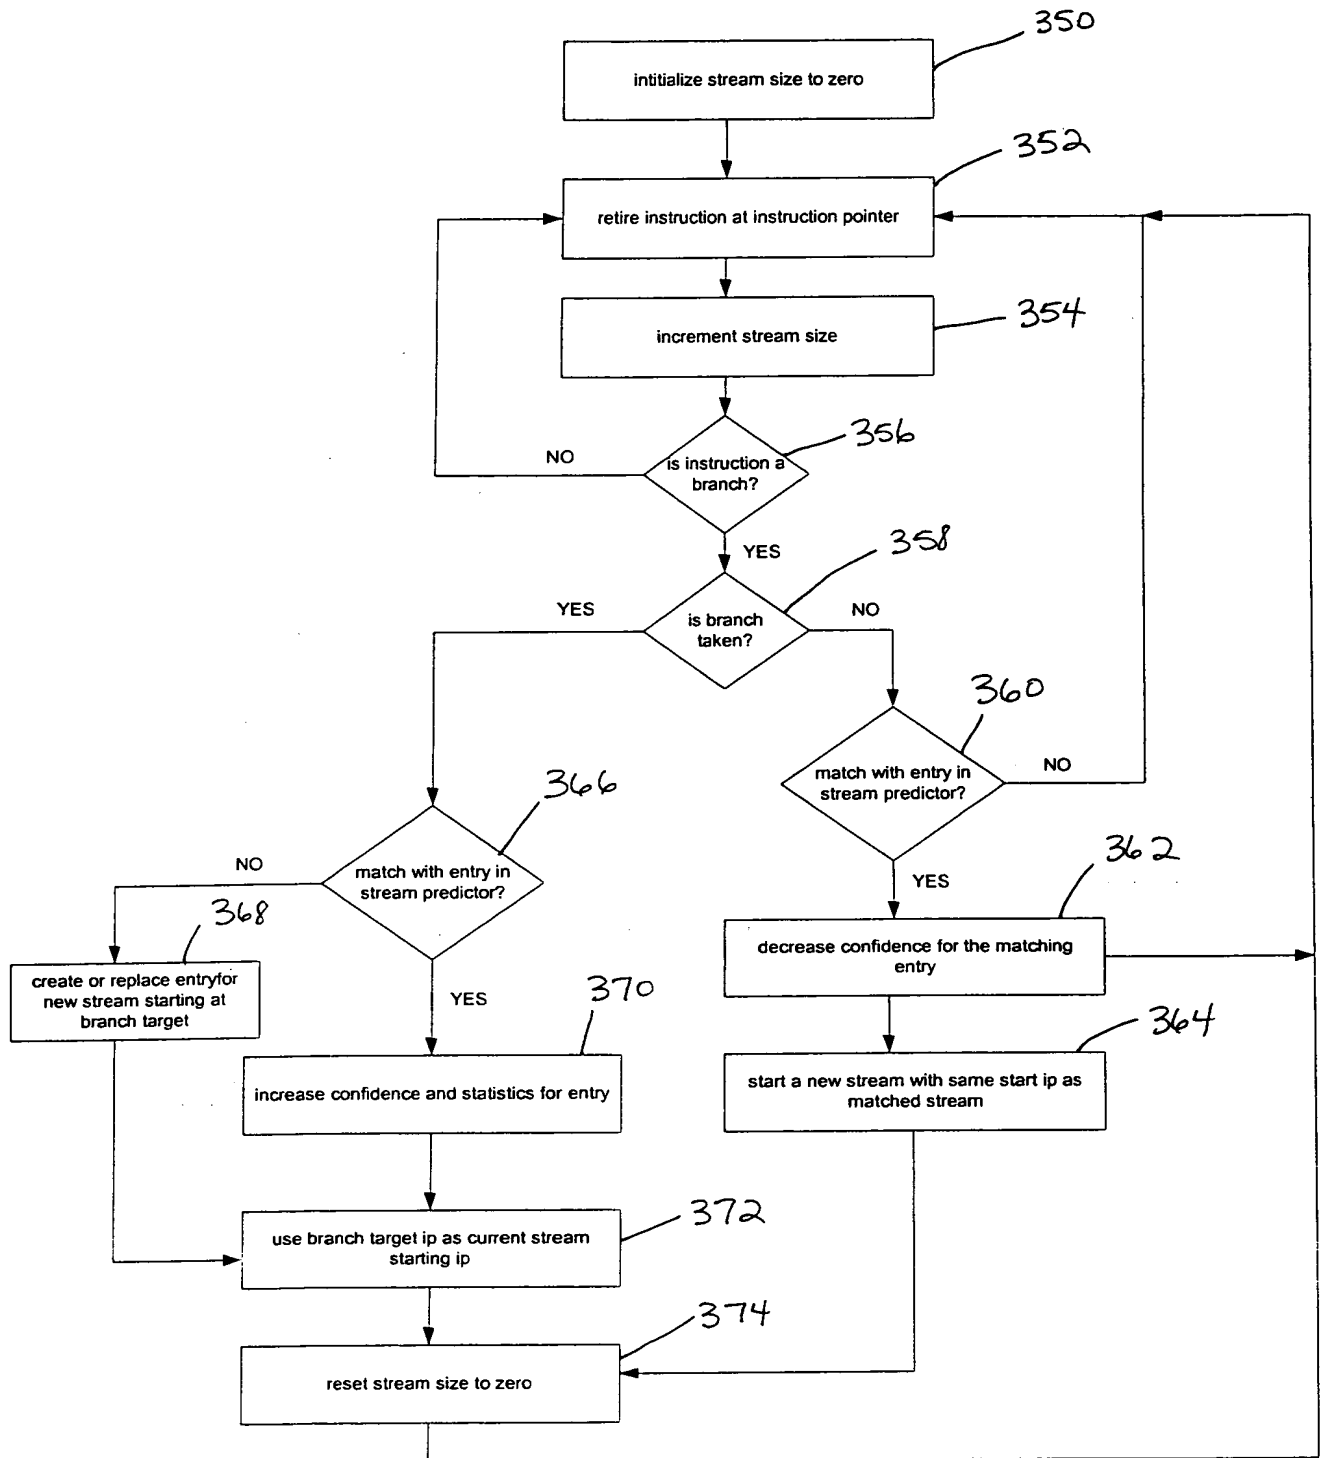 350
intitialize stream size to zero
352
retire instruction at instruction pointer
354
increment stream size
356
is instruction a
branch?
NO
YES
358
is branch
taken?
YES
NO
360
match with entry in
stream predictor?
NO
YES
366
match with entry in
stream predictor?
NO
YES
362
decrease confidence for the matching
entry
368
create or replace entryfor
new stream starting at
branch target
370
increase confidence and statistics for entry
364
start a new stream with same start ip as
matched stream
372
use branch target ip as current stream
starting ip
374
reset stream size to zero